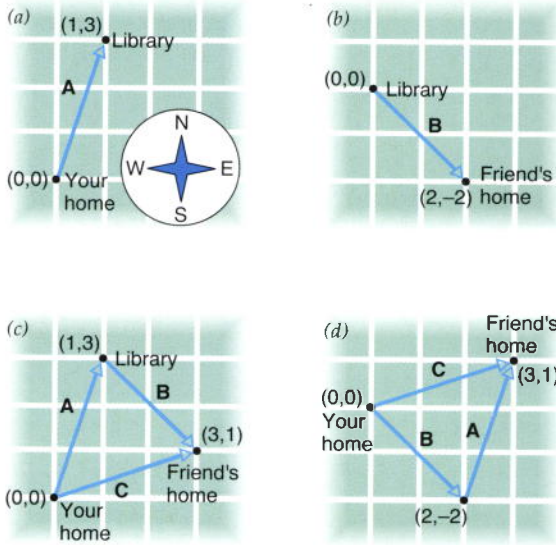 (a)
(1,3)
Library
A
(0,0)
Your
home
N
W
E
S
(b)
(0,0)
Library
B
(2,–2)
Friend's
home
(c)
(1,3)
Library
A
B
(3,1)
Friend's
home
C
(0,0)
Your
home
(d)
Friend's
home
(3,1)
C
(0,0)
Your
home
B
A
(2,–2)